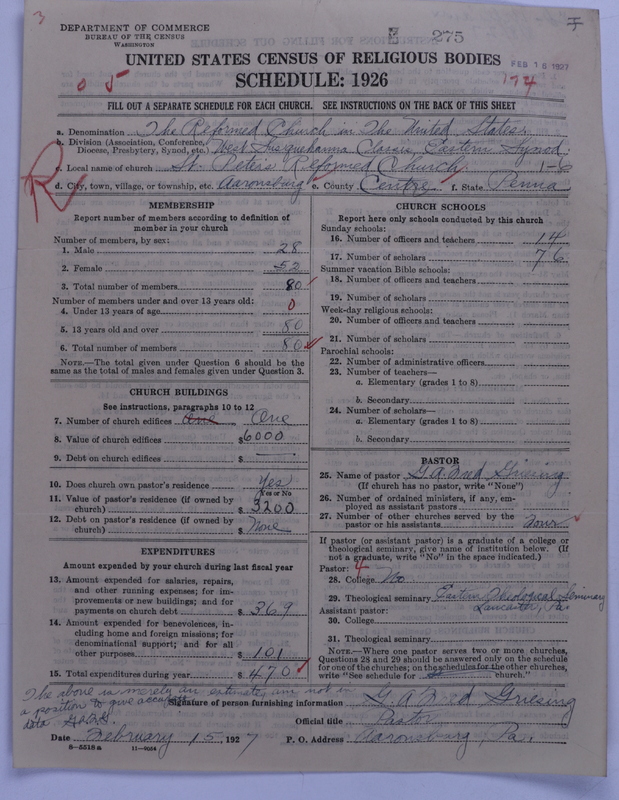 3
DEPARTMENT OF COMMERCE
BUREAU OF THE CENSUS
WASHINGTON
275
FEB 16 1927
UNITED STATES CENSUS OF RELIGIOUS BODIES
SCHEDULE: 1926
0 5
174
FILL OUT A SEPARATE SCHEDULE FOR EACH CHURCH. SEE INSTRUCTIONS ON THE BACK OF THIS SHEET
a. Denomination The Reformed Church in The United States
b. Division (Association, Conference, Diocese, Presbytery, Synod, etc.) West Susquehanna Classis, Eastern Synod
c. Local name of church St. Peters Reformed Church 1-6
R
d. City, town, village, or township, etc. Aaronsburg e. County Centre f. State Penna
MEMBERSHIP
Report number of members according to definition of
member in your church
Number of members, by sex:
1. Male 28
2. Female 52
3. Total number of members 80
Number of members under and over 13 years old:
4. Under 13 years of age 0
5. 13 years old and over 80
6. Total number of members 80
NOTE.—The total given under Question 6 should be the
same as the total of males and females given under Question 3.
CHURCH BUILDINGS
See instructions, paragraphs 10 to 12
7. Number of church edifices One One
8. Value of church edifices $6000
9. Debt on church edifices $
10. Does church own pastor's residence Yes
Yes or No
11. Value of pastor's residence (if owned by
church) $ 3200
12. Debt on pastor's residence (if owned by
church) $ None
EXPENDITURES
Amount expended by your church during last fiscal year
13. Amount expended for salaries, repairs,
and other running expenses; for im-
provements or new buildings; and for
payments on church debt $ 369
14. Amount expended for benevolences, in-
cluding home and foreign missions; for
denominational support; and for all
other purposes $ 101
15. Total expenditures during year $ 470
CHURCH SCHOOLS
Report here only schools conducted by this church
Sunday schools:
16. Number of officers and teachers 14
17. Number of scholars 76
Summer vacation Bible schools:
18. Number of officers and teachers
19. Number of scholars
Week-day religious schools:
20. Number of officers and teachers
21. Number of scholars
Parochial schools:
22. Number of administrative officers
23. Number of teachers—
a. Elementary (grades 1 to 8)
b. Secondary
24. Number of scholars—
a. Elementary (grades 1 to 8)
b. Secondary
PASTOR
25. Name of pastor G. A. Fred Griesing
(If church has no pastor, write "None")
26. Number of ordained ministers, if any, em-
ployed as assistant pastors
27. Number of other churches served by the
pastor or his assistants Four
If pastor (or assistant pastor) is a graduate of a college or
theological seminary, give name of institution below. (If
not a graduate, write "No" in the space indicated.)
Pastor: 4
28. College No
29. Theological seminary Eastern Theological Seminary
Lancaster, Pa.
Assistant pastor:
30. College
31. Theological seminary
NOTE.—Where one pastor serves two or more churches,
Questions 28 and 29 should be answered only on the schedule
for one of the churches; on the schedules for the other churches,
write "See schedule for church."
The above is merely an estimate, am not in
a position to give accurate
data
Signature of person furnishing information G. A. Fred Griesing
Official title Pastor
Date February 15, 1927
P. O. Address Aaronsburg, Pa.
8—5518 a 11—9054